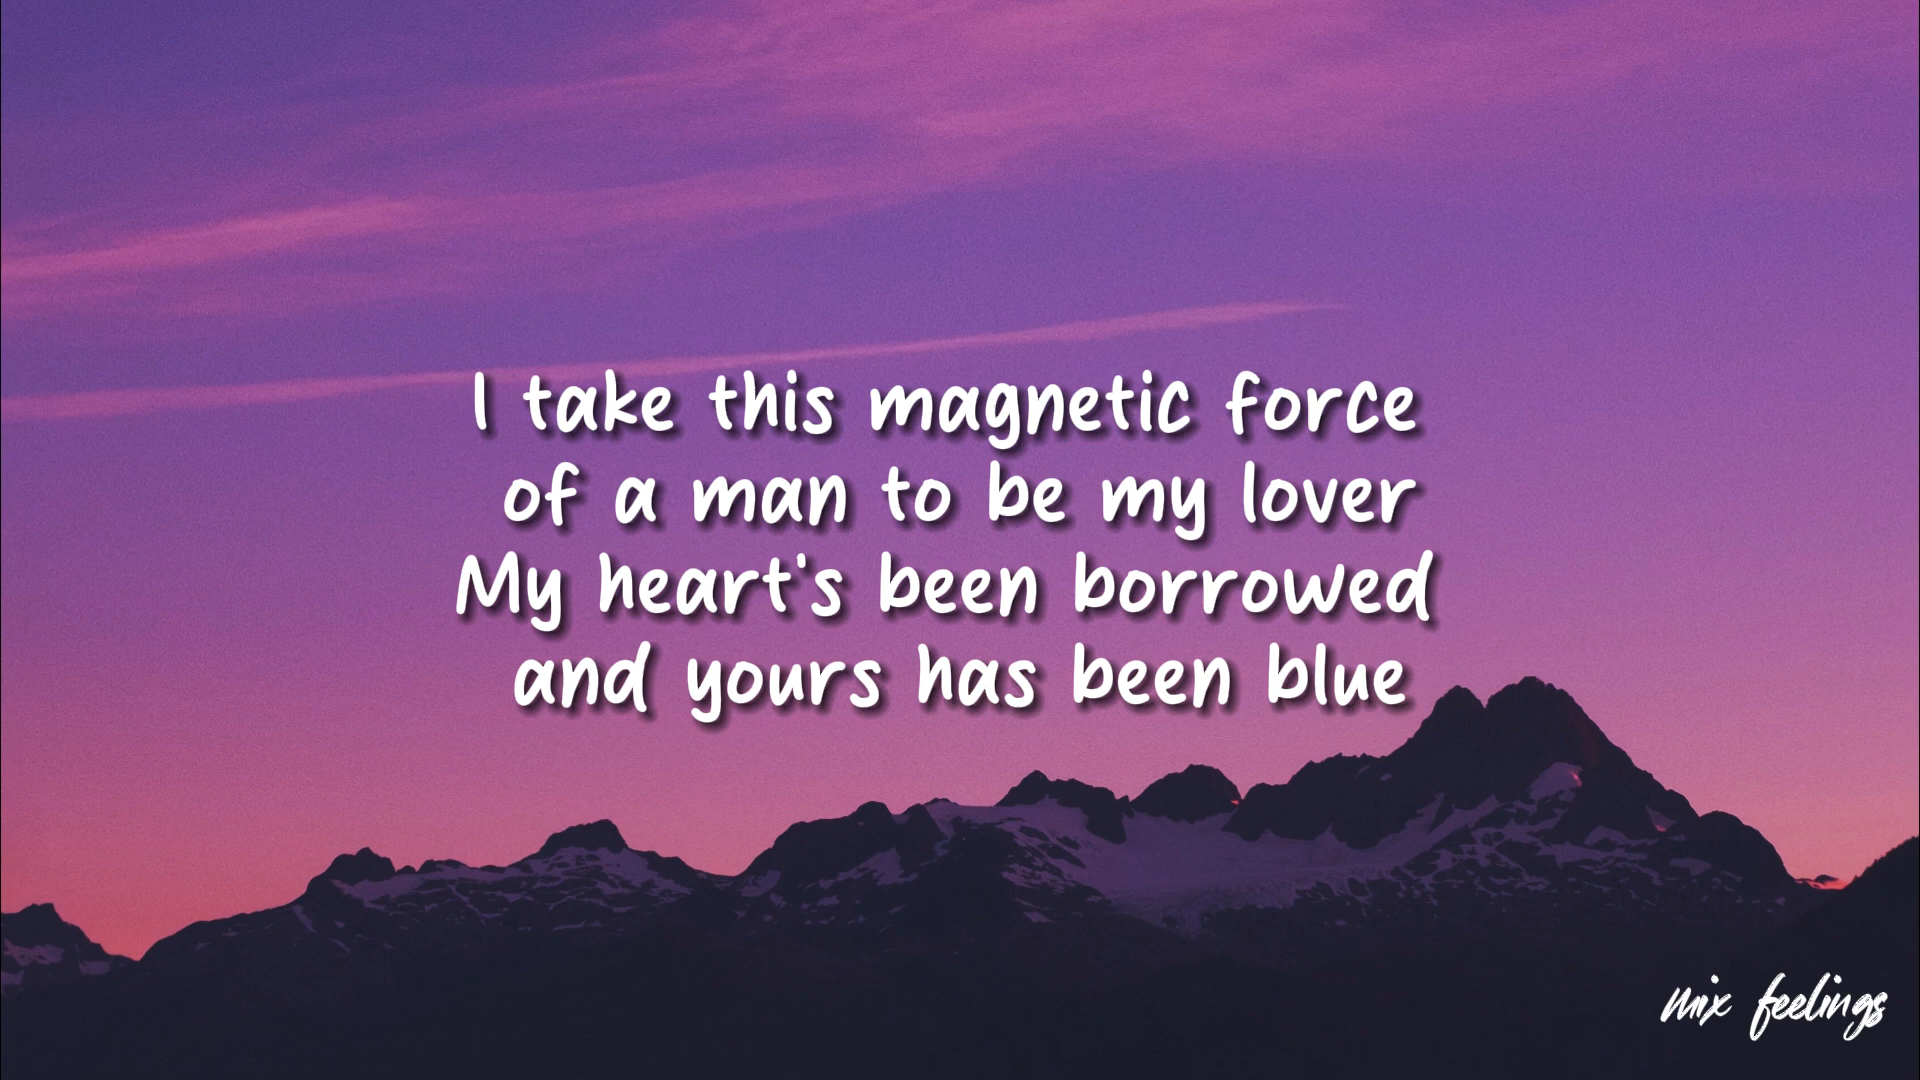 I take this magnetic force
of a man to be my lover
My heart's been borrowed
and yours has been blue
mix feelings